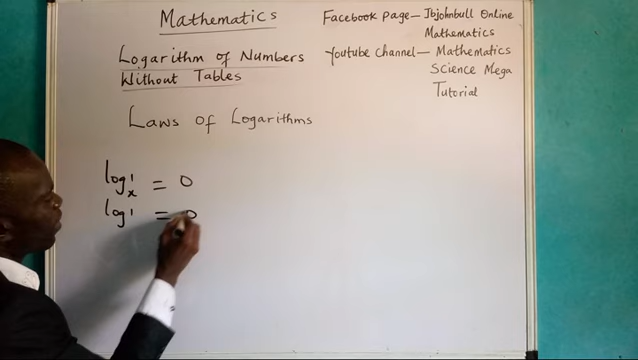 Mathematics
Logarithm of Numbers
Without Tables
Facebook page – Jbjohnbull Online
Mathematics
Youtube channel – Mathematics
Science Mega
Tutorial
Laws of Logarithms
log¹ₓ = 0
log¹ = 0